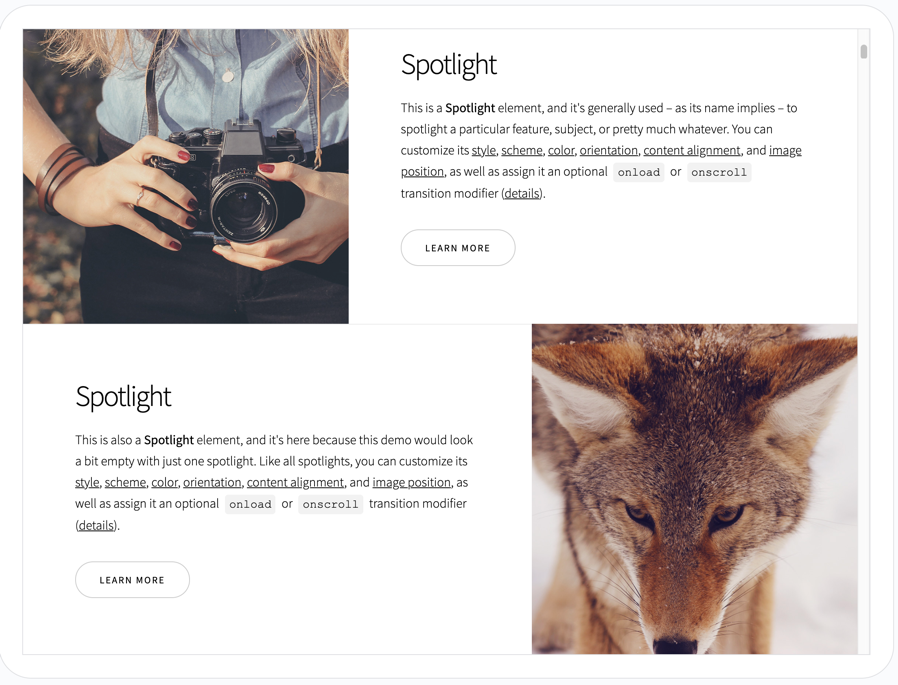 Spotlight
This is a Spotlight element, and it's generally used – as its name implies – to
spotlight a particular feature, subject, or pretty much whatever. You can
customize its style, scheme, color, orientation, content alignment, and image
position, as well as assign it an optional onload or onscroll
transition modifier (details).
LEARN MORE
Spotlight
This is also a Spotlight element, and it's here because this demo would look
a bit empty with just one spotlight. Like all spotlights, you can customize its
style, scheme, color, orientation, content alignment, and image position, as
well as assign it an optional onload or onscroll transition modifier
(details).
LEARN MORE